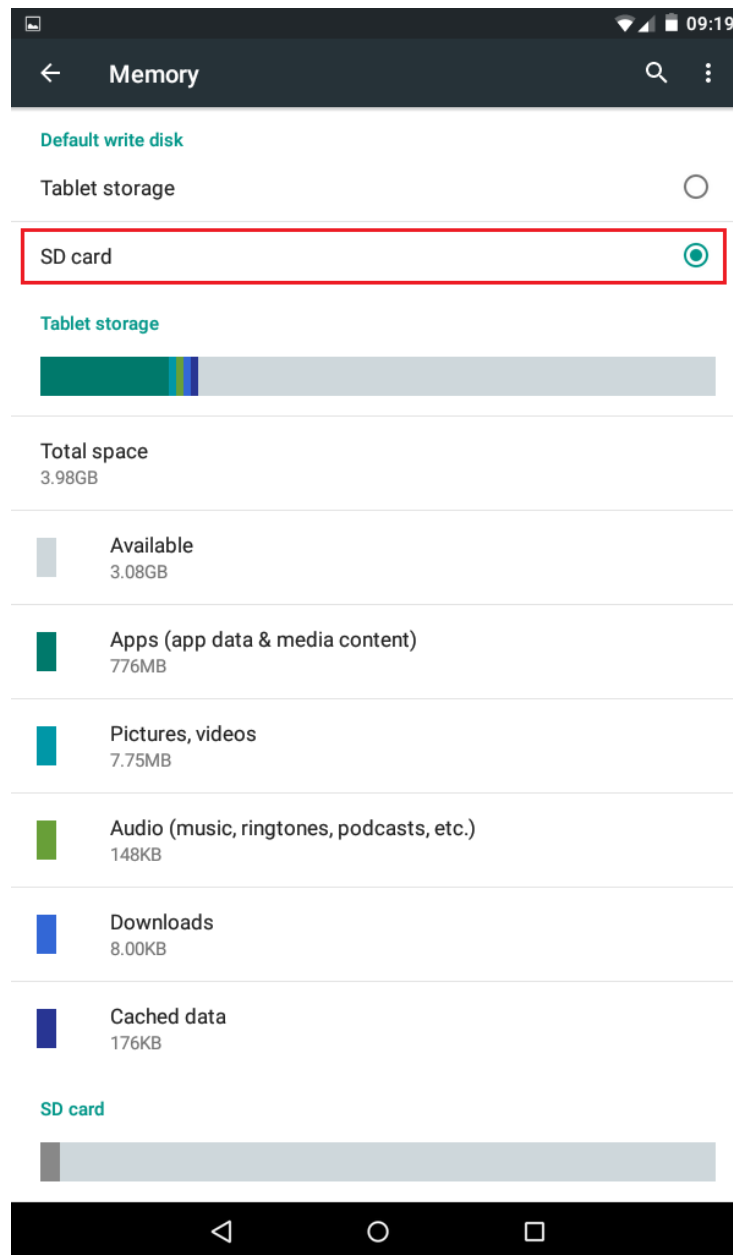 09:19
Memory
Default write disk
Tablet storage
SD card
Tablet storage
Total space
3.98GB
Available
3.08GB
Apps (app data & media content)
776MB
Pictures, videos
7.75MB
Audio (music, ringtones, podcasts, etc.)
148KB
Downloads
8.00KB
Cached data
176KB
SD card